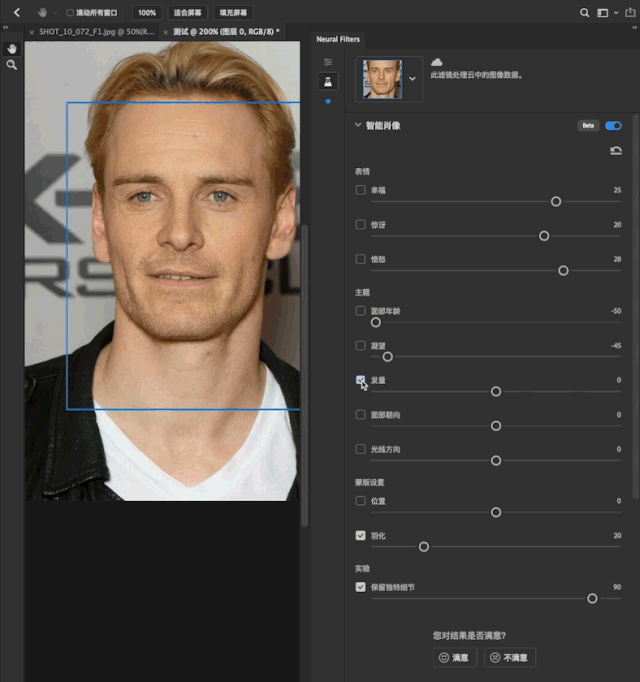 滚动所有窗口 100% 适合屏幕 填充屏幕
× SHOT_10_072_F1.jpg @ 50%(R... × 测试 @ 200% (图层 0, RGB/8) *
Neural Filters
此滤镜处理云中的图像数据。
智能肖像 Beta
表情
幸福 25
惊讶 20
愤怒 28
主题
面部年龄 -50
凝望 -45
发量 0
面部朝向 0
光线方向 0
蒙版设置
位置 0
羽化 20
实验
保留独特细节 90
您对结果是否满意?
满意 不满意